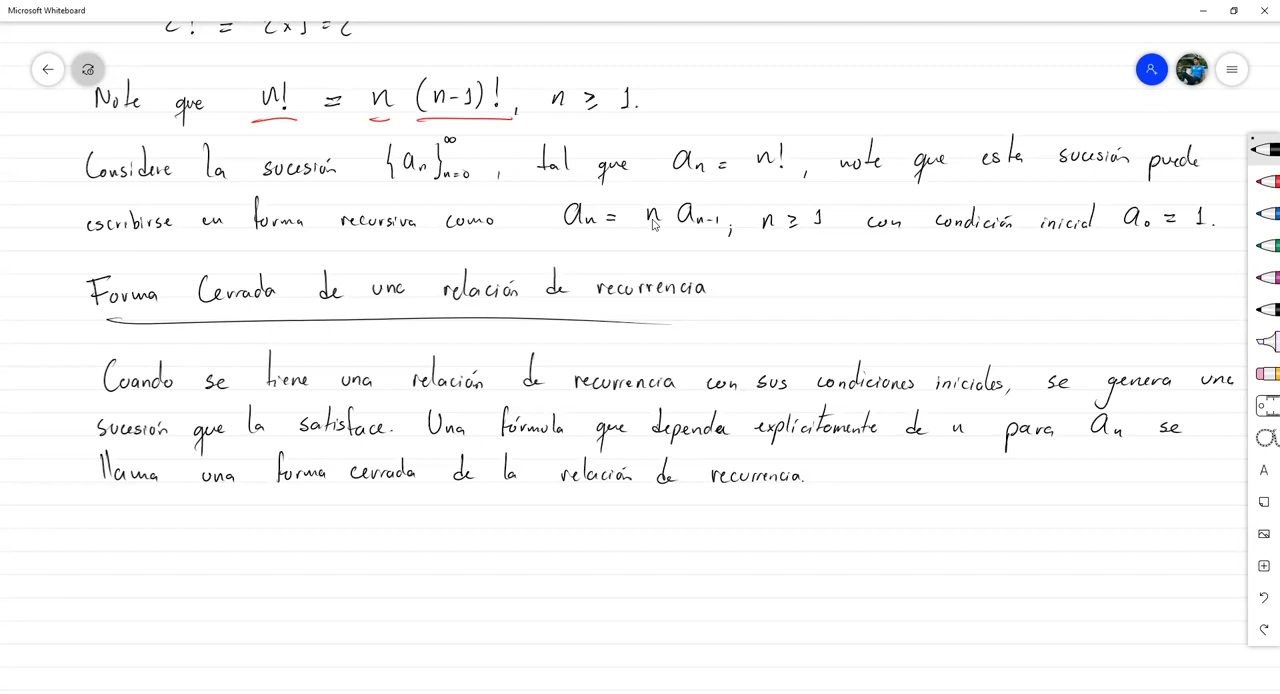 Microsoft Whiteboard
2! = 2x1 = 2
Note que n! = n (n-1)!, n ≥ 1.
Considere la sucesión {an}∞n=0, tal que an = n!, note que esta sucesión puede
escribirse en forma recursiva como an = n an-1; n ≥ 1 con condición inicial a0 = 1.
Forma Cerrada de una relación de recurrencia
Cuando se tiene una relación de recurrencia con sus condiciones iniciales, se genera una
sucesión que la satisface. Una fórmula que dependa explícitamente de n para an se
llama una forma cerrada de la relación de recurrencia.
A